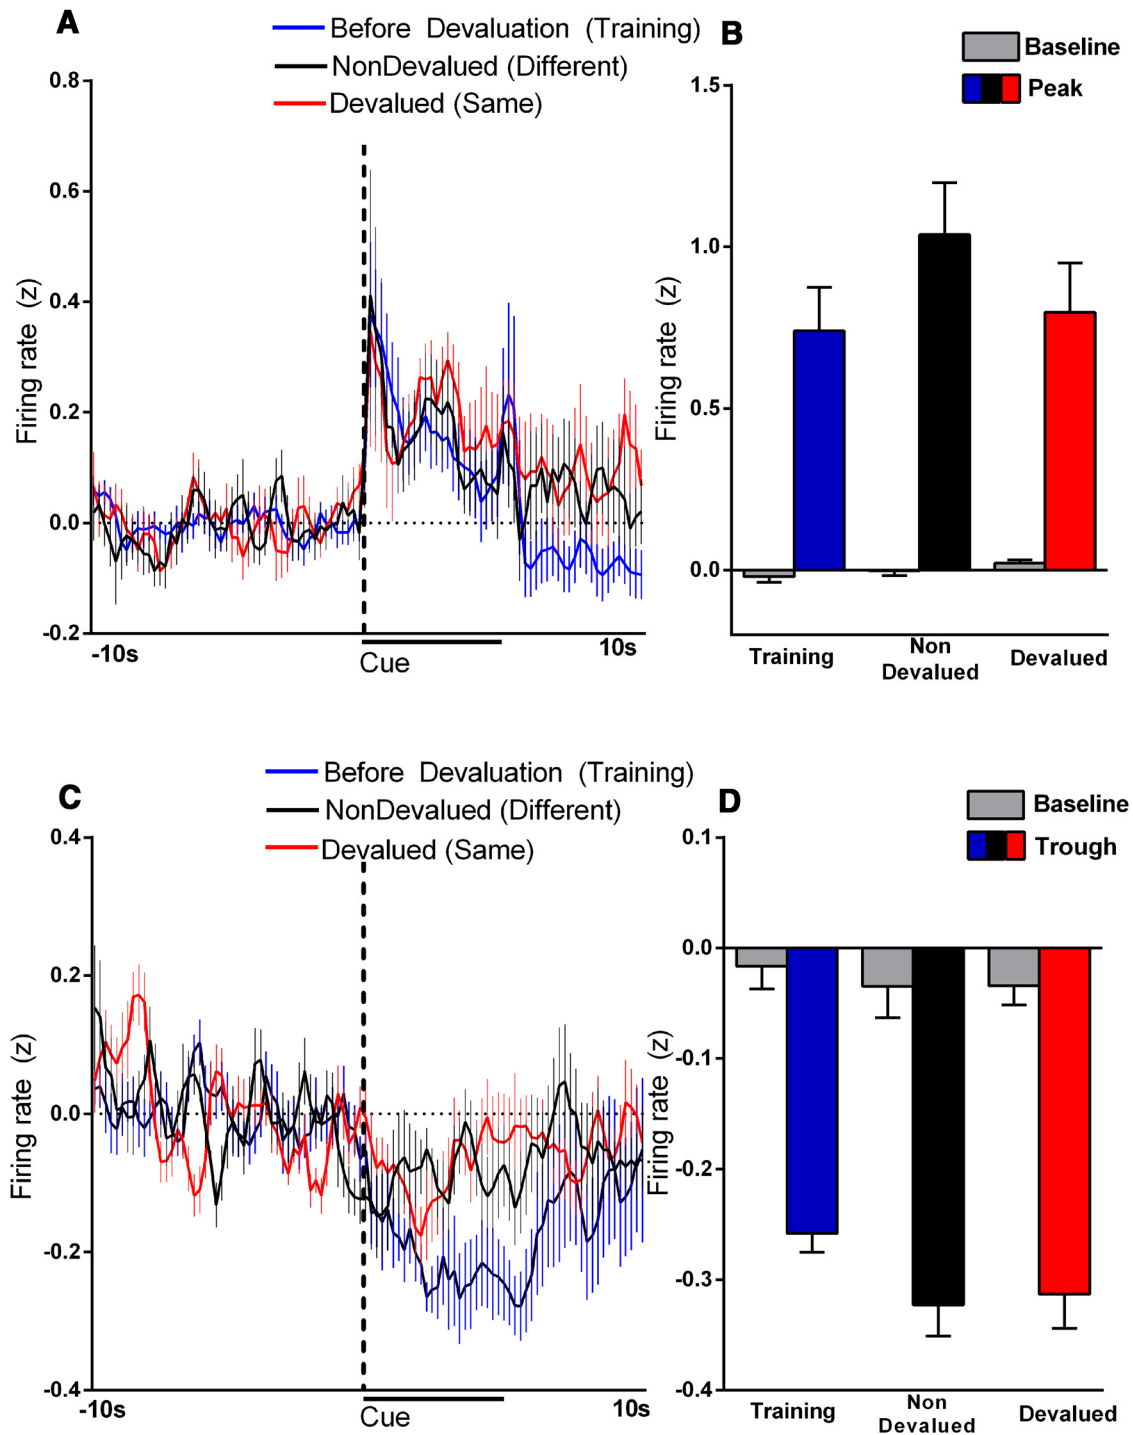 A
Before Devaluation (Training)
NonDevalued (Different)
Devalued (Same)
0.8
0.6
0.4
0.2
0.0
-0.2
Firing rate (z)
-10s
Cue
10s
B
Baseline
Peak
1.5
1.0
0.5
0.0
Firing rate (z)
Training
Non
Devalued
Devalued
C
Before Devaluation (Training)
NonDevalued (Different)
Devalued (Same)
0.4
0.2
0.0
-0.2
-0.4
Firing rate (z)
-10s
Cue
10s
D
Baseline
Trough
0.1
0.0
-0.1
-0.2
-0.3
-0.4
Firing rate (z)
Training
Non
Devalued
Devalued